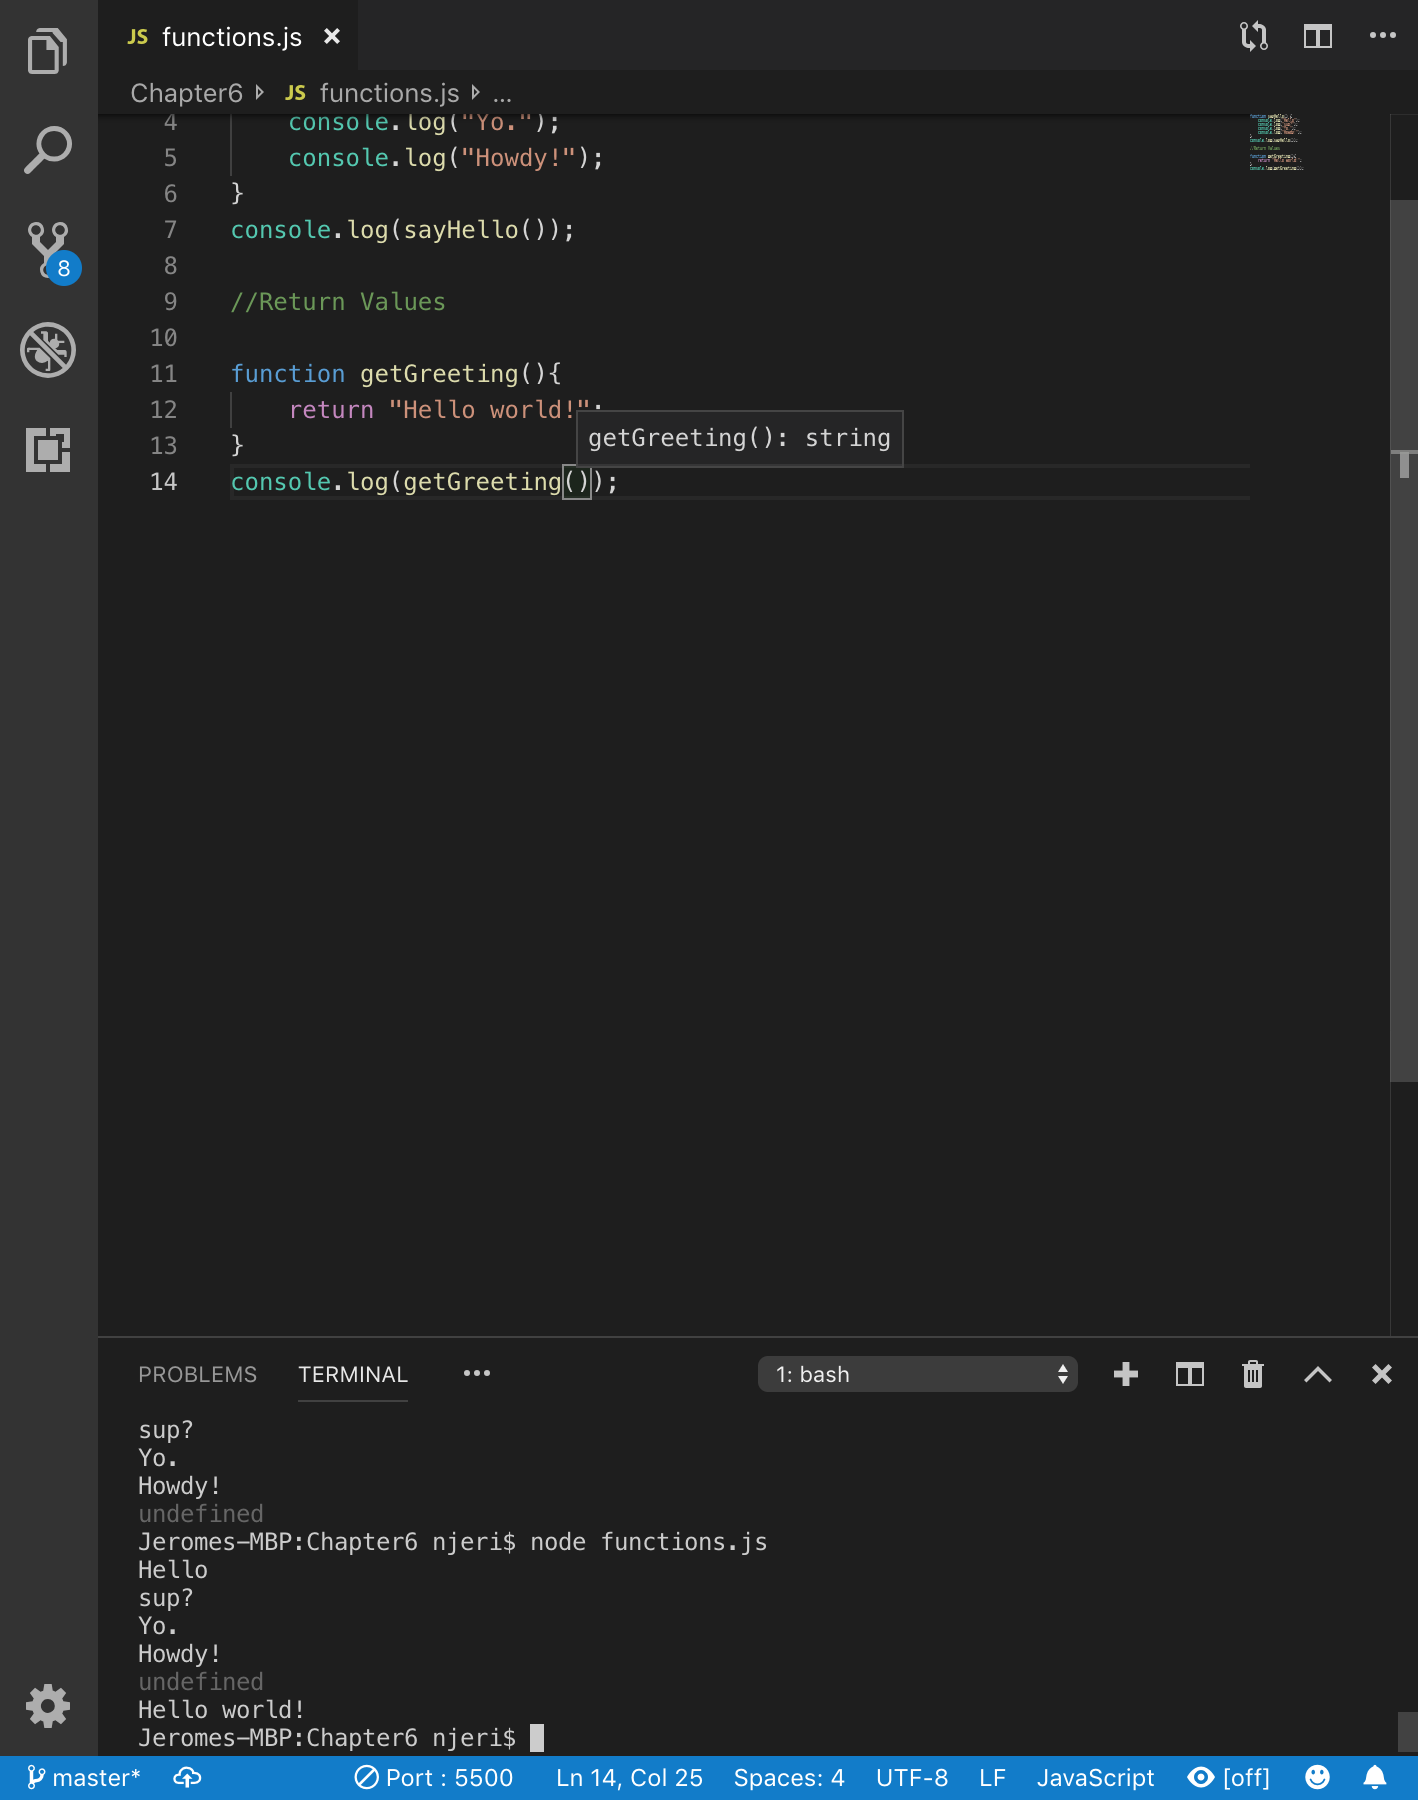 JS functions.js
Chapter6 JS functions.js ...
4 console.log("Yo.");
5 console.log("Howdy!");
6 }
7 console.log(sayHello());
8
8
9 //Return Values
10
11 function getGreeting(){
12 return "Hello world!";
getGreeting(): string
13 }
14 console.log(getGreeting());
PROBLEMS TERMINAL ••• 1: bash
sup?
Yo.
Howdy!
undefined
Jeromes-MBP:Chapter6 njeri$ node functions.js
Hello
sup?
Yo.
Howdy!
undefined
Hello world!
Jeromes-MBP:Chapter6 njeri$
master* Port : 5500 Ln 14, Col 25 Spaces: 4 UTF-8 LF JavaScript [off]